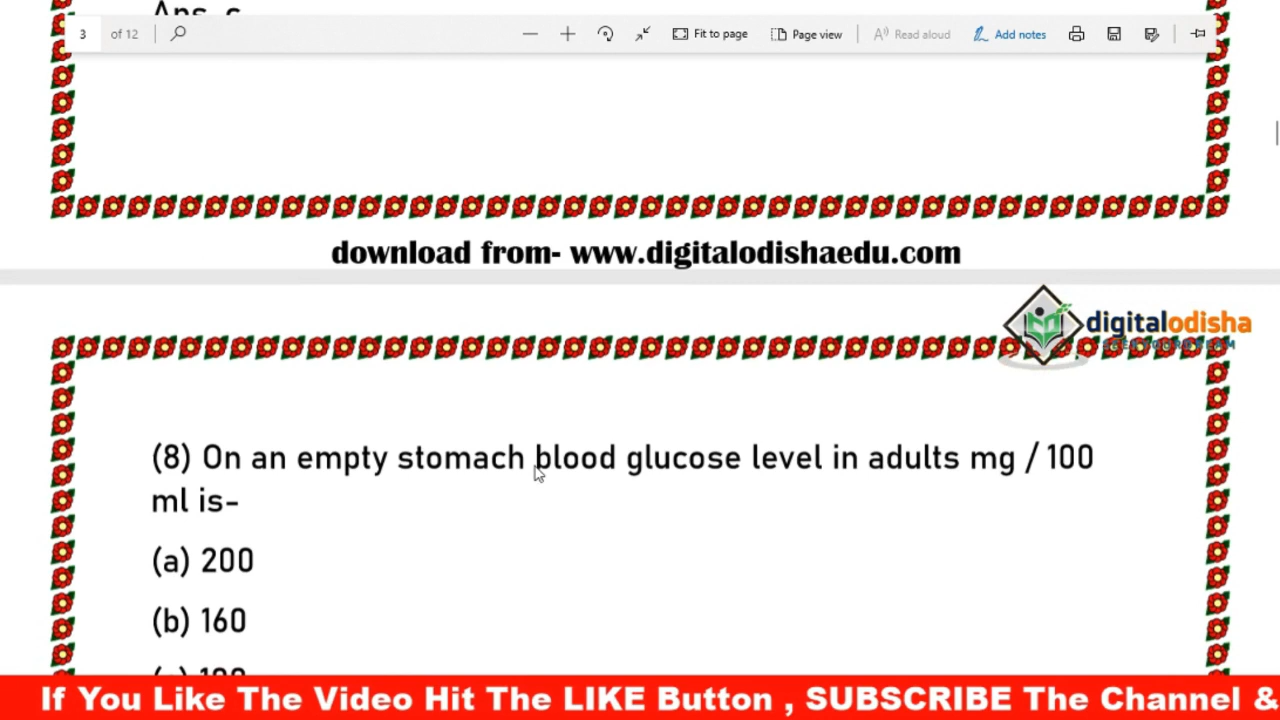 Ans. c
3 of 12 Fit to page Page view Read aloud Add notes
download from- www.digitalodishaedu.com
digitalodisha
(8) On an empty stomach blood glucose level in adults mg / 100
ml is-
(a) 200
(b) 160
If You Like The Video Hit The LIKE Button , SUBSCRIBE The Channel &